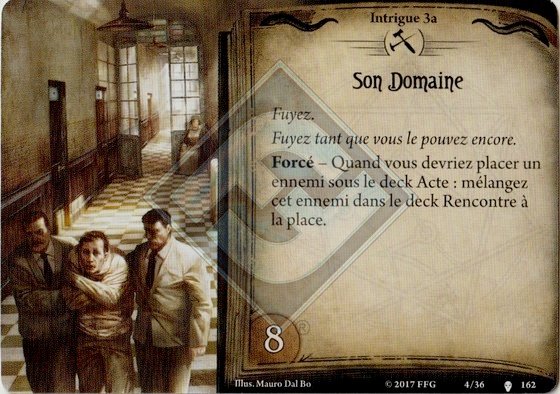 Intrigue 3a
Son Domaine
Fuyez.
Fuyez tant que vous le pouvez encore.
Forcé – Quand vous devriez placer un
ennemi sous le deck Acte : mélangez
cet ennemi dans le deck Rencontre à
la place.
8
Illus. Mauro Dal Bo © 2017 FFG 4/36 162